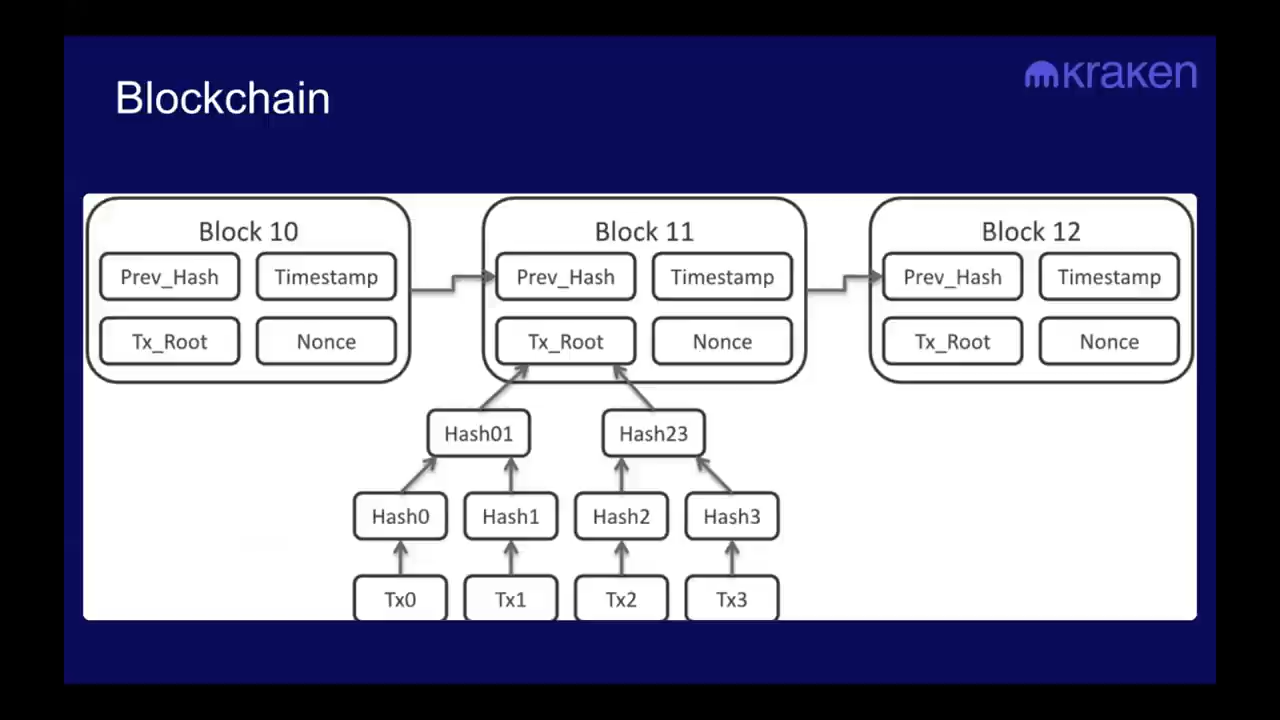 Blockchain
kraken
Block 10
Block 11
Block 12
Prev_Hash
Timestamp
Prev_Hash
Timestamp
Prev_Hash
Timestamp
Tx_Root
Nonce
Tx_Root
Nonce
Tx_Root
Nonce
Hash01
Hash23
Hash0
Hash1
Hash2
Hash3
Tx0
Tx1
Tx2
Tx3